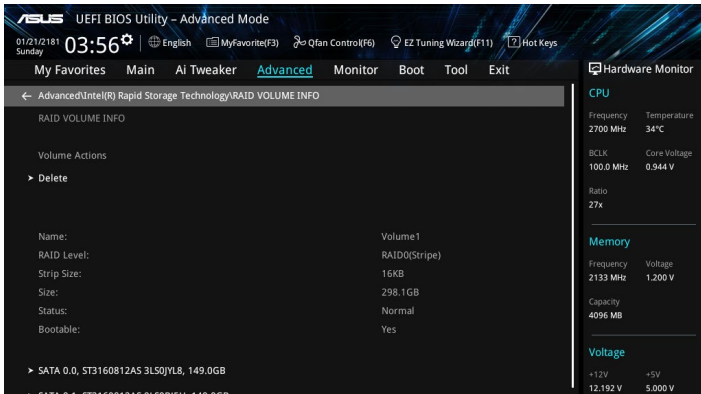 ASUS UEFI BIOS Utility – Advanced Mode
01/21/2181 Sunday 03:56 English MyFavorite(F3) Qfan Control(F6) EZ Tuning Wizard(F11) ? Hot Keys
My Favorites Main Ai Tweaker Advanced Monitor Boot Tool Exit
← Advanced\Intel(R) Rapid Storage Technology\RAID VOLUME INFO
RAID VOLUME INFO
Volume Actions
> Delete
Name: Volume1
RAID Level: RAID0(Stripe)
Strip Size: 16KB
Size: 298.1GB
Status: Normal
Bootable: Yes
> SATA 0.0, ST3160812AS 3LS0JYL8, 149.0GB
Hardware Monitor
CPU
Frequency Temperature
2700 MHz 34°C
BCLK Core Voltage
100.0 MHz 0.944 V
Ratio
27x
Memory
Frequency Voltage
2133 MHz 1.200 V
Capacity
4096 MB
Voltage
+12V +5V
12.192 V 5.000 V